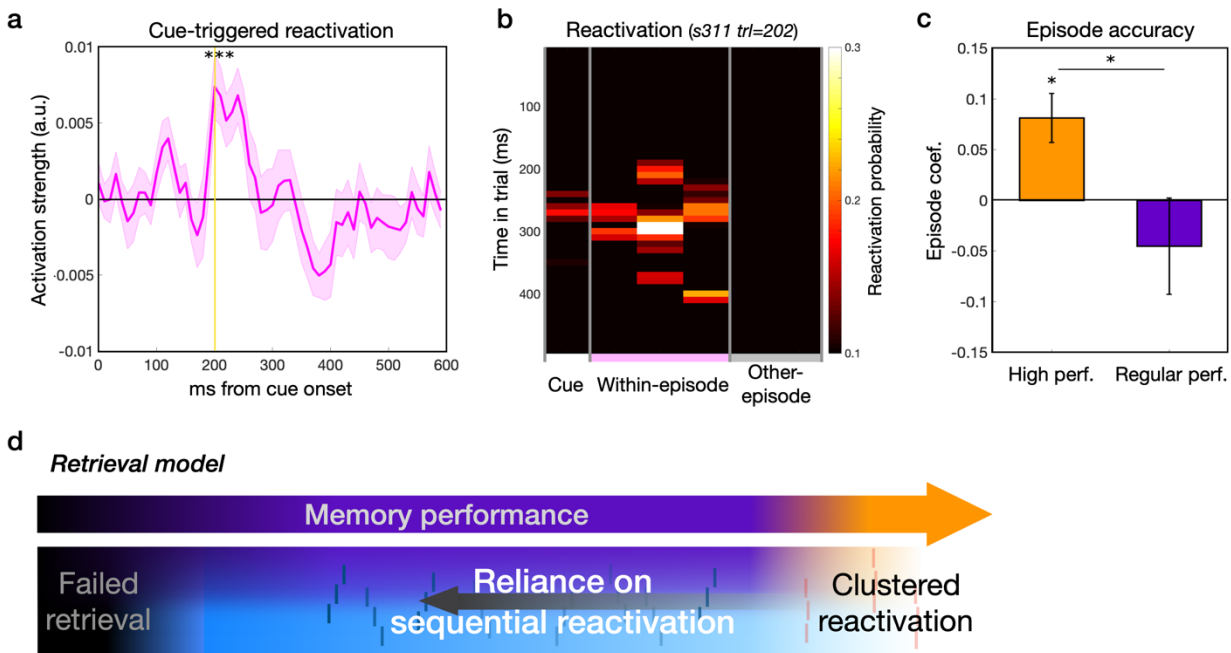 a
Cue-triggered reactivation
0.01
0.005
0
-0.005
-0.01
Activation strength (a.u.)
***
0
100
200
300
400
500
600
ms from cue onset
b
Reactivation (s311 trl=202)
100
200
300
400
Time in trial (ms)
Cue
Within-episode
Other-
episode
0.3
0.2
0.1
Reactivation probability
c
Episode accuracy
0.15
0.1
0.05
0
-0.05
-0.1
-0.15
Episode coef.
*
*
High perf.
Regular perf.
d
Retrieval model
Memory performance
Failed
retrieval
Reliance on
sequential reactivation
Clustered
reactivation